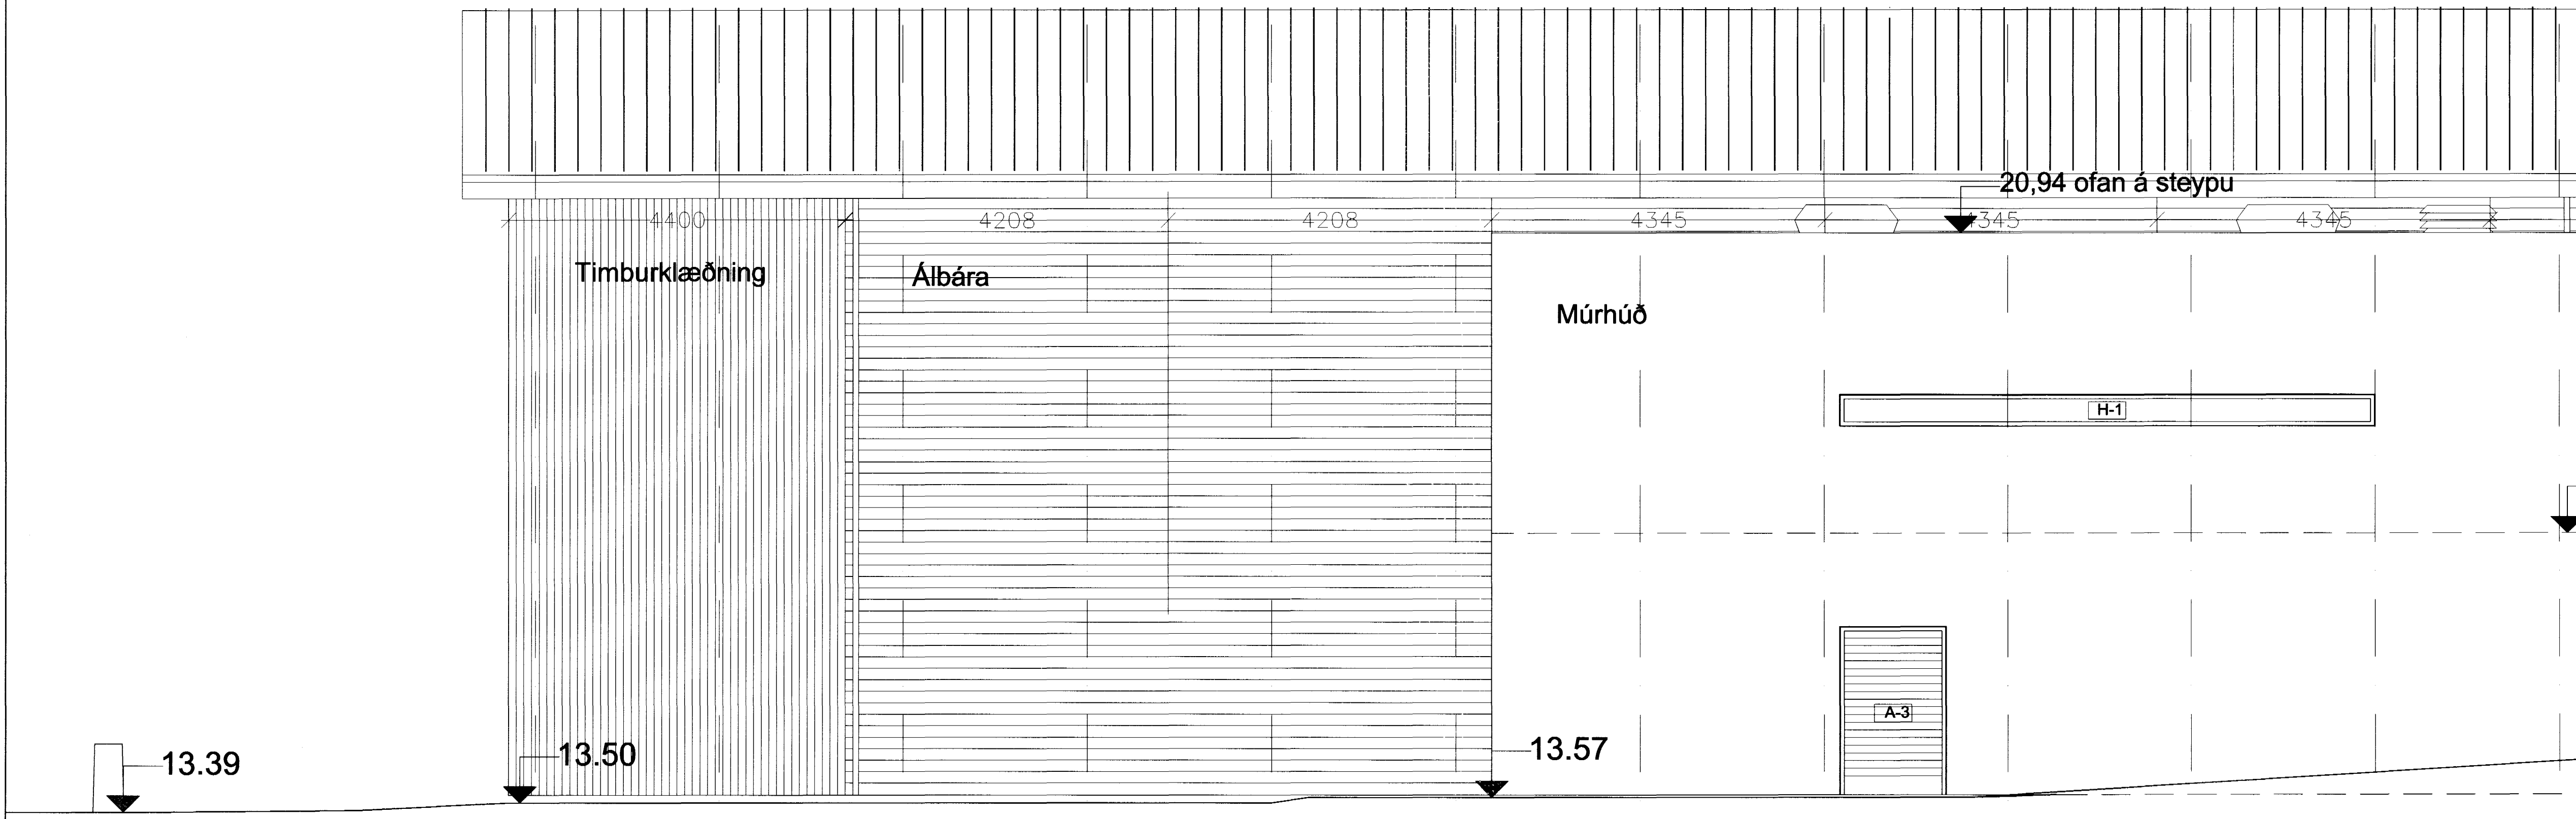 20,94 ofan á steypu
4400
4208
4208
4345
4345
4345
Timburklæðning
Álbára
Múrhúð
H-1
A-3
13.39
13.50
13.57